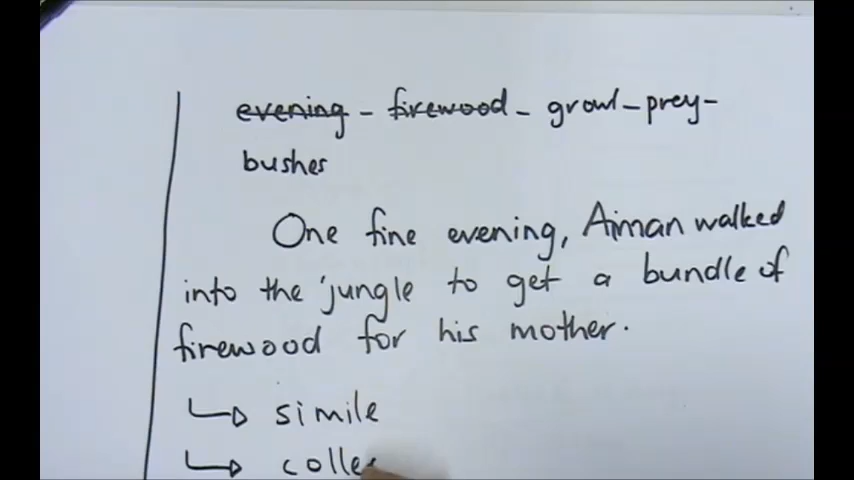 evening - firewood - growl - prey -
bushes
One fine evening, Aiman walked
into the jungle to get a bundle of
firewood for his mother.
↳ simile
↳ colle